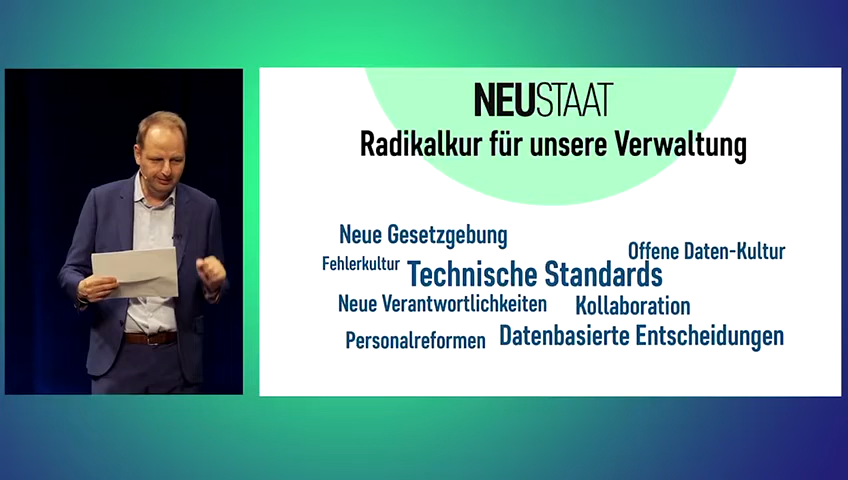 NEUSTAAT
Radikalkur für unsere Verwaltung
Neue Gesetzgebung
Offene Daten-Kultur
Fehlerkultur
Technische Standards
Neue Verantwortlichkeiten
Kollaboration
Personalreformen
Datenbasierte Entscheidungen